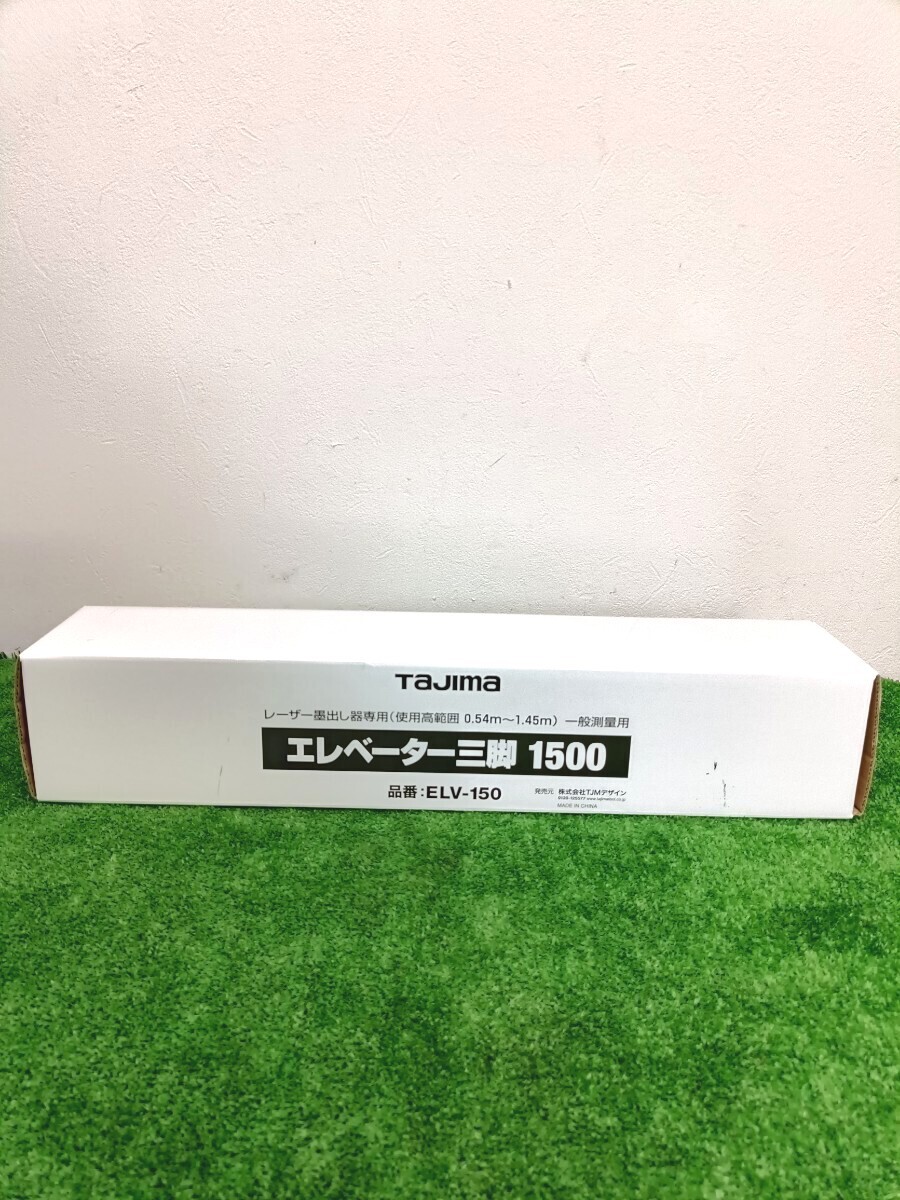 TaJima
レーザー墨出し器専用(使用高範囲 0.54m～1.45m) 一般測量用
エレベーター三脚 1500
品番:ELV-150
発売元 株式会社TJMデザイン
MADE IN CHINA